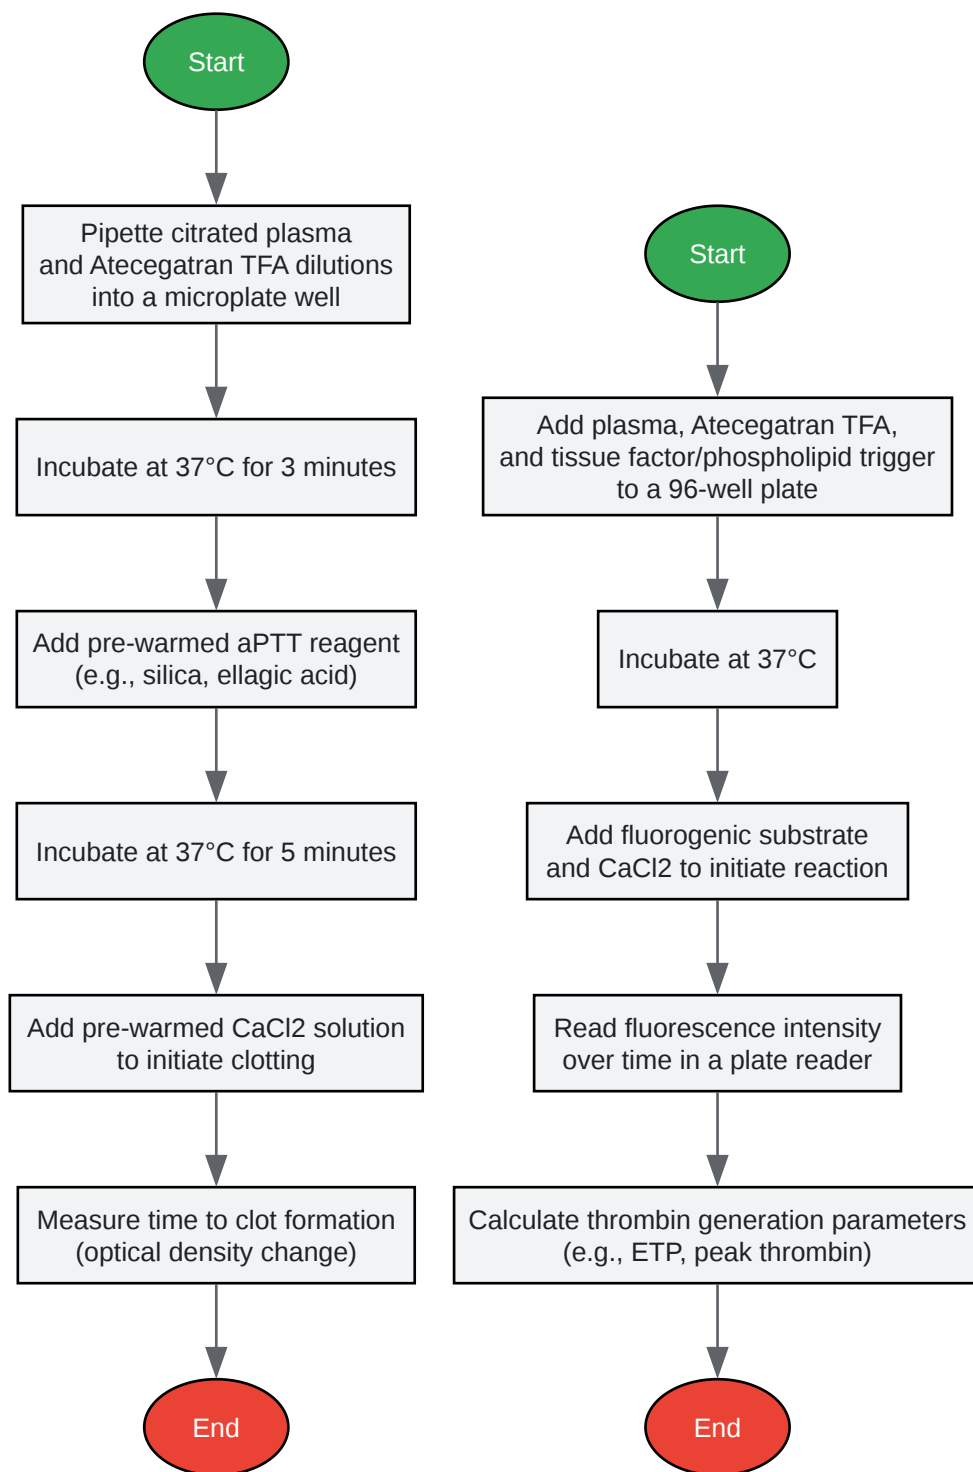 Start
Pipette citrated plasma
and Atecegatran TFA dilutions
into a microplate well
Incubate at 37°C for 3 minutes
Add pre-warmed aPTT reagent
(e.g., silica, ellagic acid)
Incubate at 37°C for 5 minutes
Add pre-warmed CaCl2 solution
to initiate clotting
Measure time to clot formation
(optical density change)
End
Start
Add plasma, Atecegatran TFA,
and tissue factor/phospholipid trigger
to a 96-well plate
Incubate at 37°C
Add fluorogenic substrate
and CaCl2 to initiate reaction
Read fluorescence intensity
over time in a plate reader
Calculate thrombin generation parameters
(e.g., ETP, peak thrombin)
End